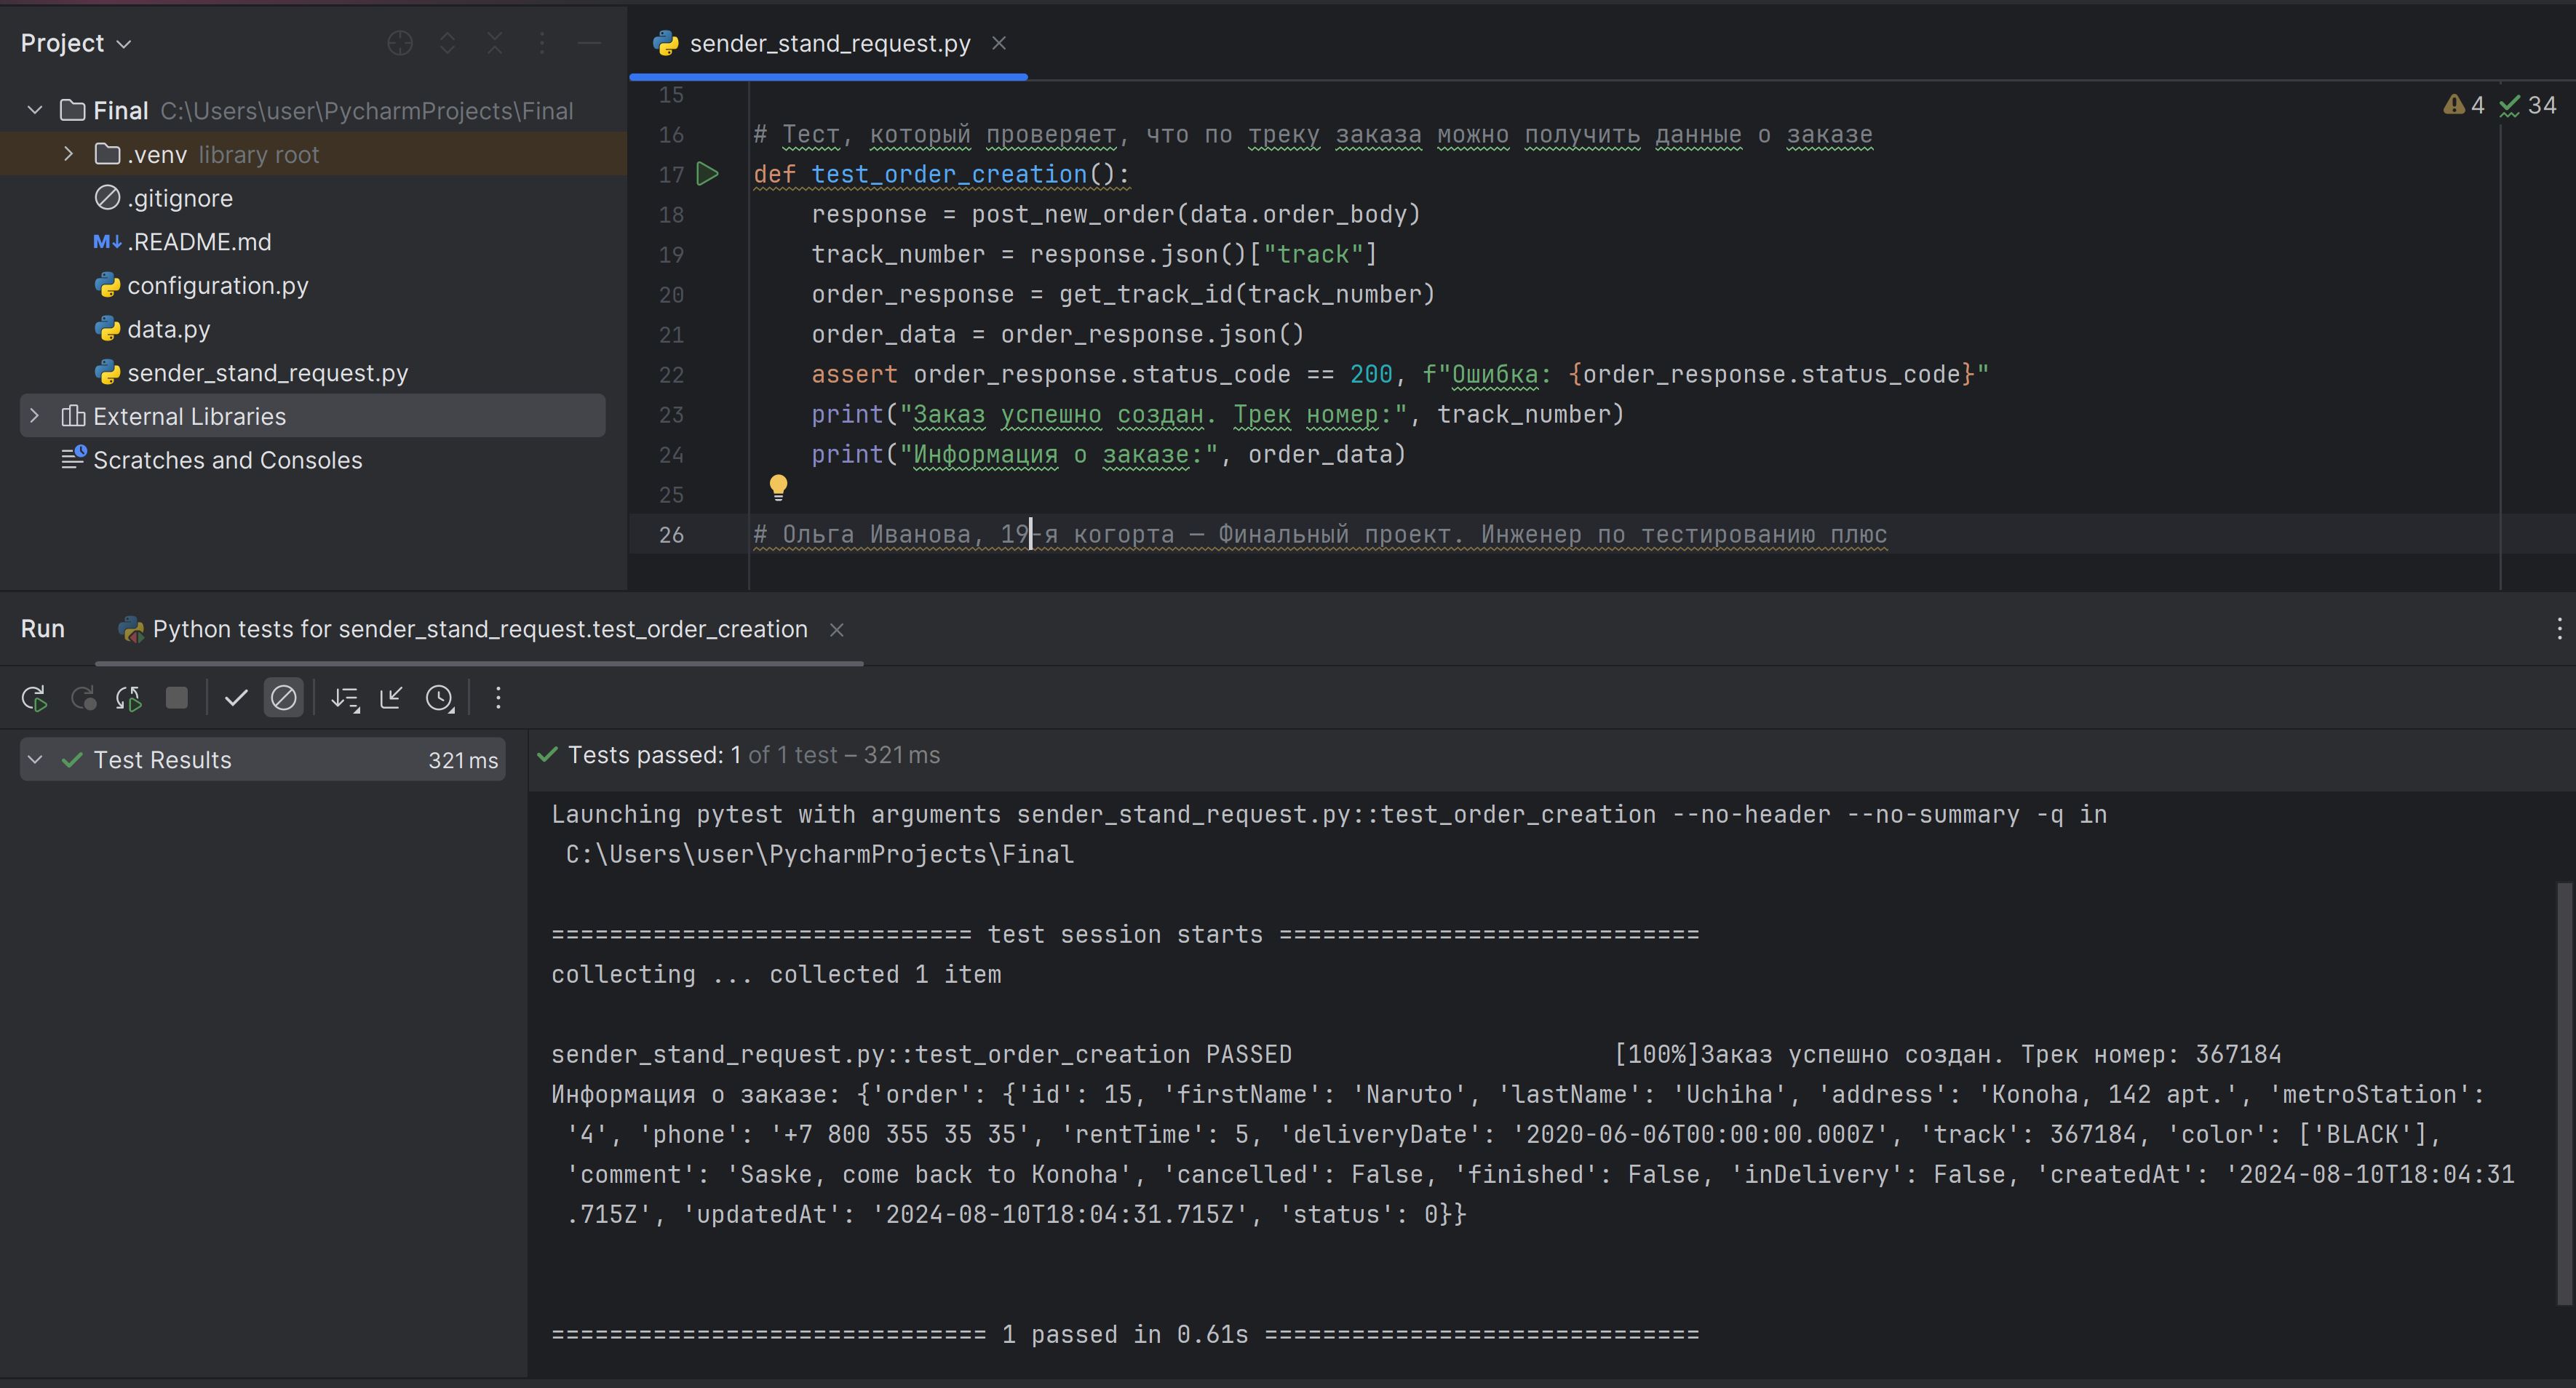 Project
Final C:\Users\user\PycharmProjects\Final
.venv library root
.gitignore
M↓ .README.md
configuration.py
data.py
sender_stand_request.py
External Libraries
Scratches and Consoles
sender_stand_request.py
4 34
15
16 # Тест, который проверяет, что по треку заказа можно получить данные о заказе
17 def test_order_creation():
18 response = post_new_order(data.order_body)
19 track_number = response.json()["track"]
20 order_response = get_track_id(track_number)
21 order_data = order_response.json()
22 assert order_response.status_code == 200, f"Ошибка: {order_response.status_code}"
23 print("Заказ успешно создан. Трек номер:", track_number)
24 print("Информация о заказе:", order_data)
25
26 # Ольга Иванова, 19-я когорта — Финальный проект. Инженер по тестированию плюс
Run Python tests for sender_stand_request.test_order_creation
Test Results 321 ms
Tests passed: 1 of 1 test – 321 ms
Launching pytest with arguments sender_stand_request.py::test_order_creation --no-header --no-summary -q in
C:\Users\user\PycharmProjects\Final
============================= test session starts =============================
collecting ... collected 1 item
sender_stand_request.py::test_order_creation PASSED [100%]Заказ успешно создан. Трек номер: 367184
Информация о заказе: {'order': {'id': 15, 'firstName': 'Naruto', 'lastName': 'Uchiha', 'address': 'Konoha, 142 apt.', 'metroStation':
'4', 'phone': '+7 800 355 35 35', 'rentTime': 5, 'deliveryDate': '2020-06-06T00:00:00.000Z', 'track': 367184, 'color': ['BLACK'],
'comment': 'Saske, come back to Konoha', 'cancelled': False, 'finished': False, 'inDelivery': False, 'createdAt': '2024-08-10T18:04:31
.715Z', 'updatedAt': '2024-08-10T18:04:31.715Z', 'status': 0}}
============================== 1 passed in 0.61s ==============================